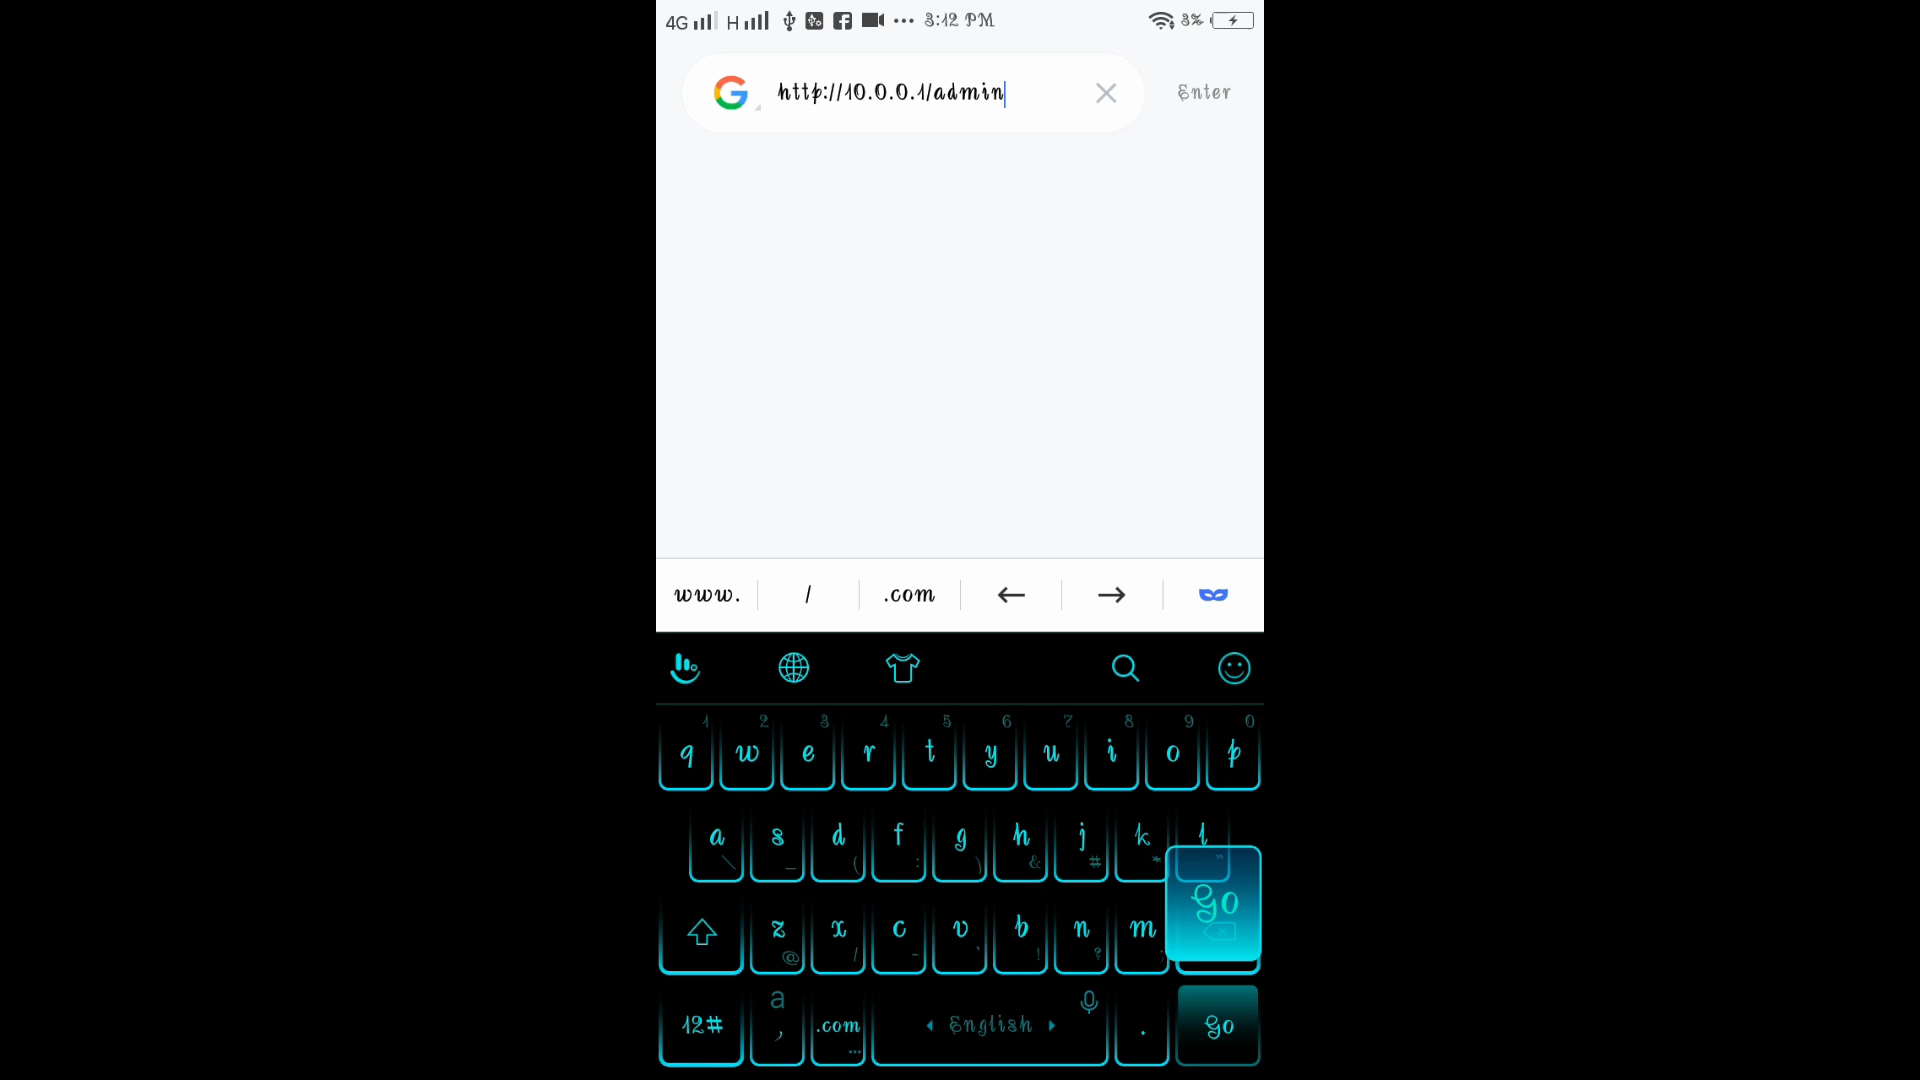 4G H 3:12 PM 3%
http://10.0.0.1/admin Enter
www. / .com
1 2 3 4 5 6 7 8 9 0
q w e r t y u i o p
a s d f g h j k l
\ _ ( : ) & # * "
Go
z x c v b n m
@ / - ' ! ? ;
a
12# , .com English . Go
...